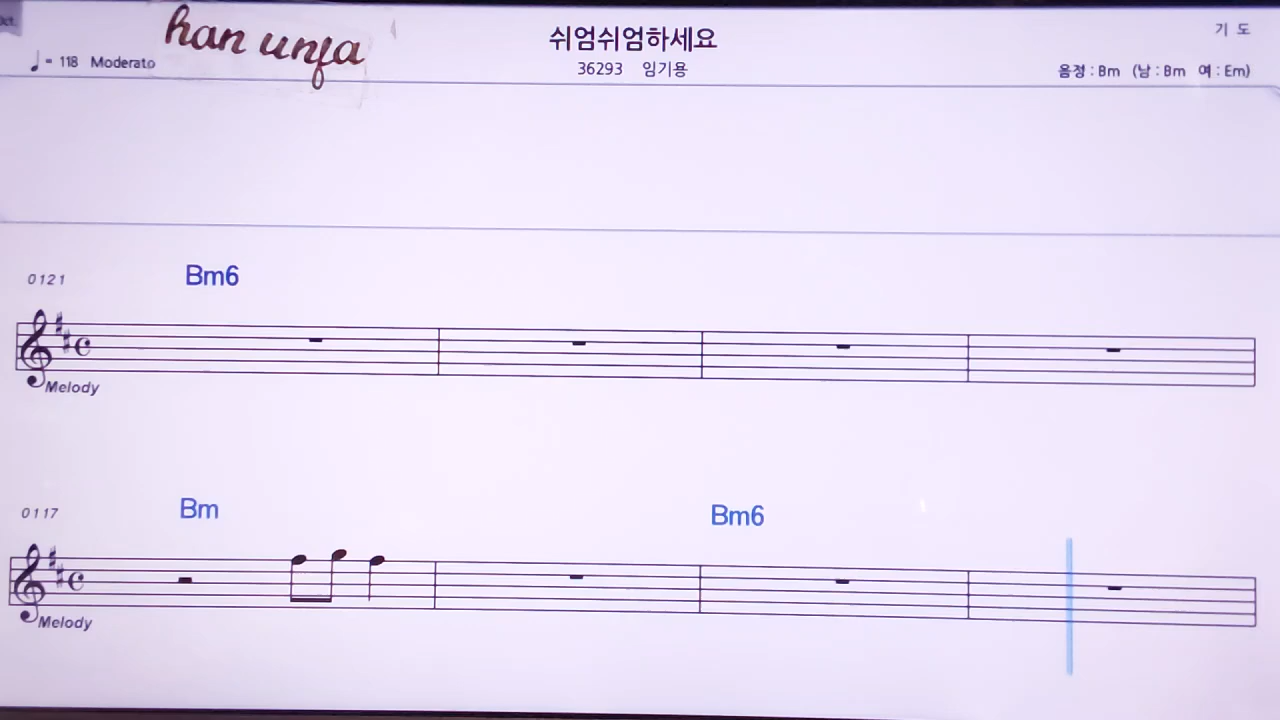 han unja
쉬엄쉬엄하세요
기 도
♩= 118 Moderato
36293 임기용
음정 : Bm (남 : Bm 여 : Em)
0121
Bm6
Melody
0117
Bm
Bm6
Melody